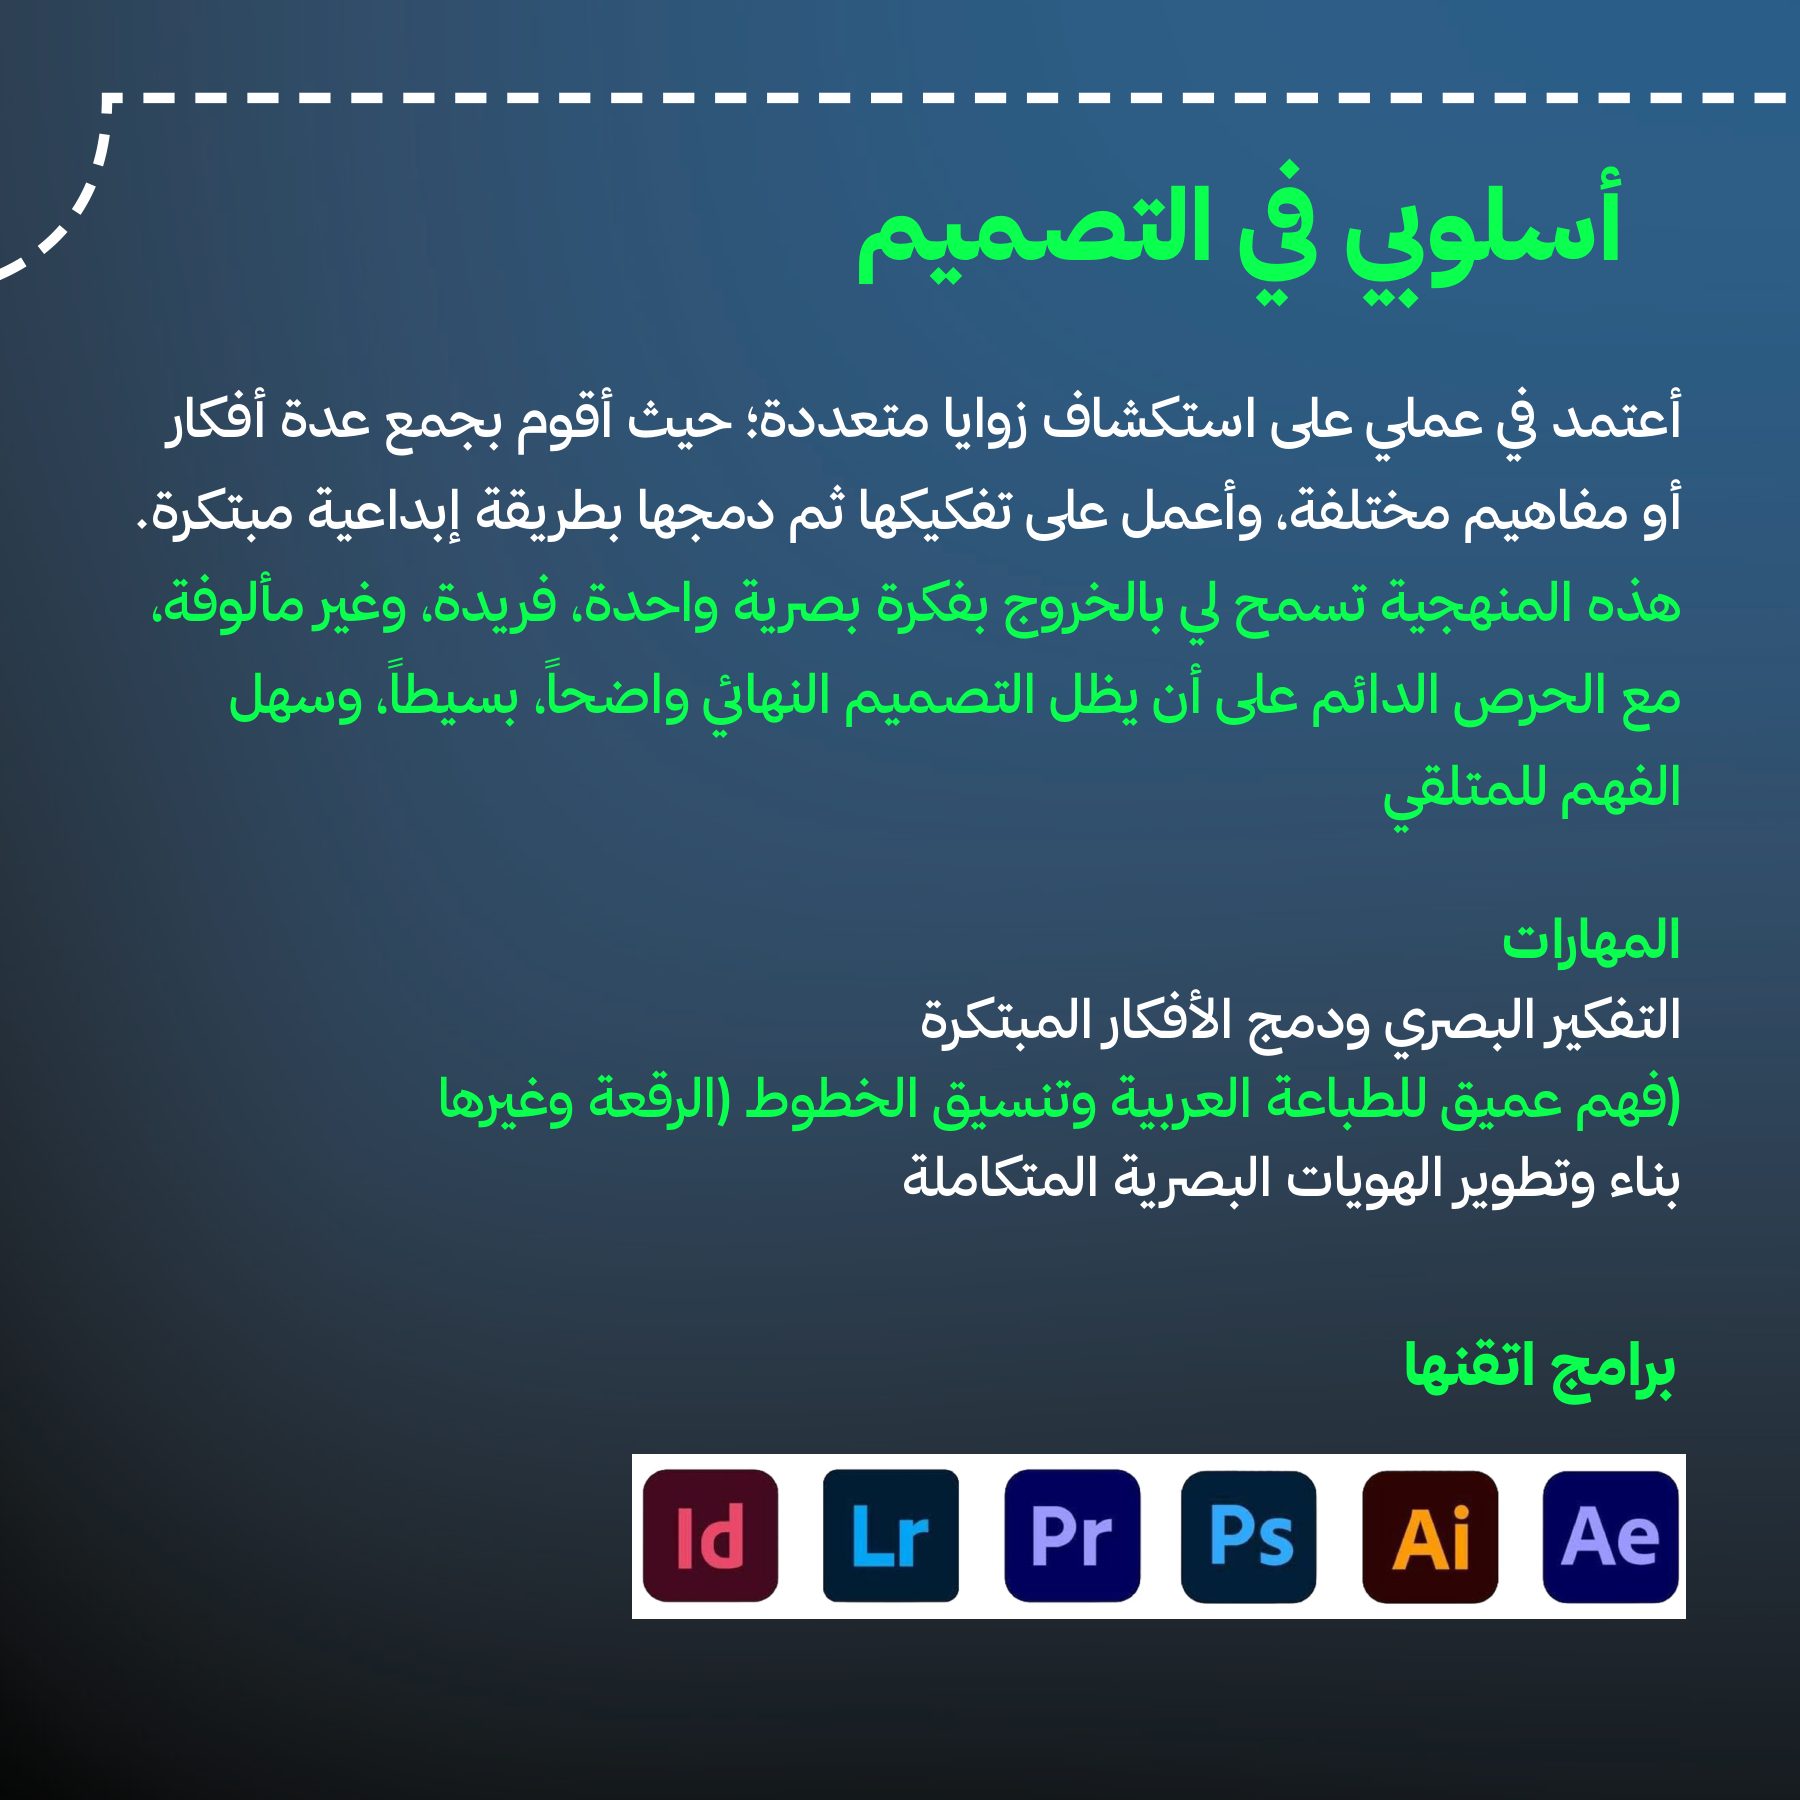 أسلوبي في التصميم
أعتمد في عملي على استكشاف زوايا متعددة؛ حيث أقوم بجمع عدة أفكار
أو مفاهيم مختلفة، وأعمل على تفكيكها ثم دمجها بطريقة إبداعية مبتكرة.
هذه المنهجية تسمح لي بالخروج بفكرة بصرية واحدة، فريدة، وغير مألوفة،
مع الحرص الدائم على أن يظل التصميم النهائي واضحاً، بسيطاً، وسهل
الفهم للمتلقي
المهارات
التفكير البصري ودمج الأفكار المبتكرة
(فهم عميق للطباعة العربية وتنسيق الخطوط (الرقعة وغيرها
بناء وتطوير الهويات البصرية المتكاملة
برامج اتقنها
Id Lr Pr Ps Ai Ae